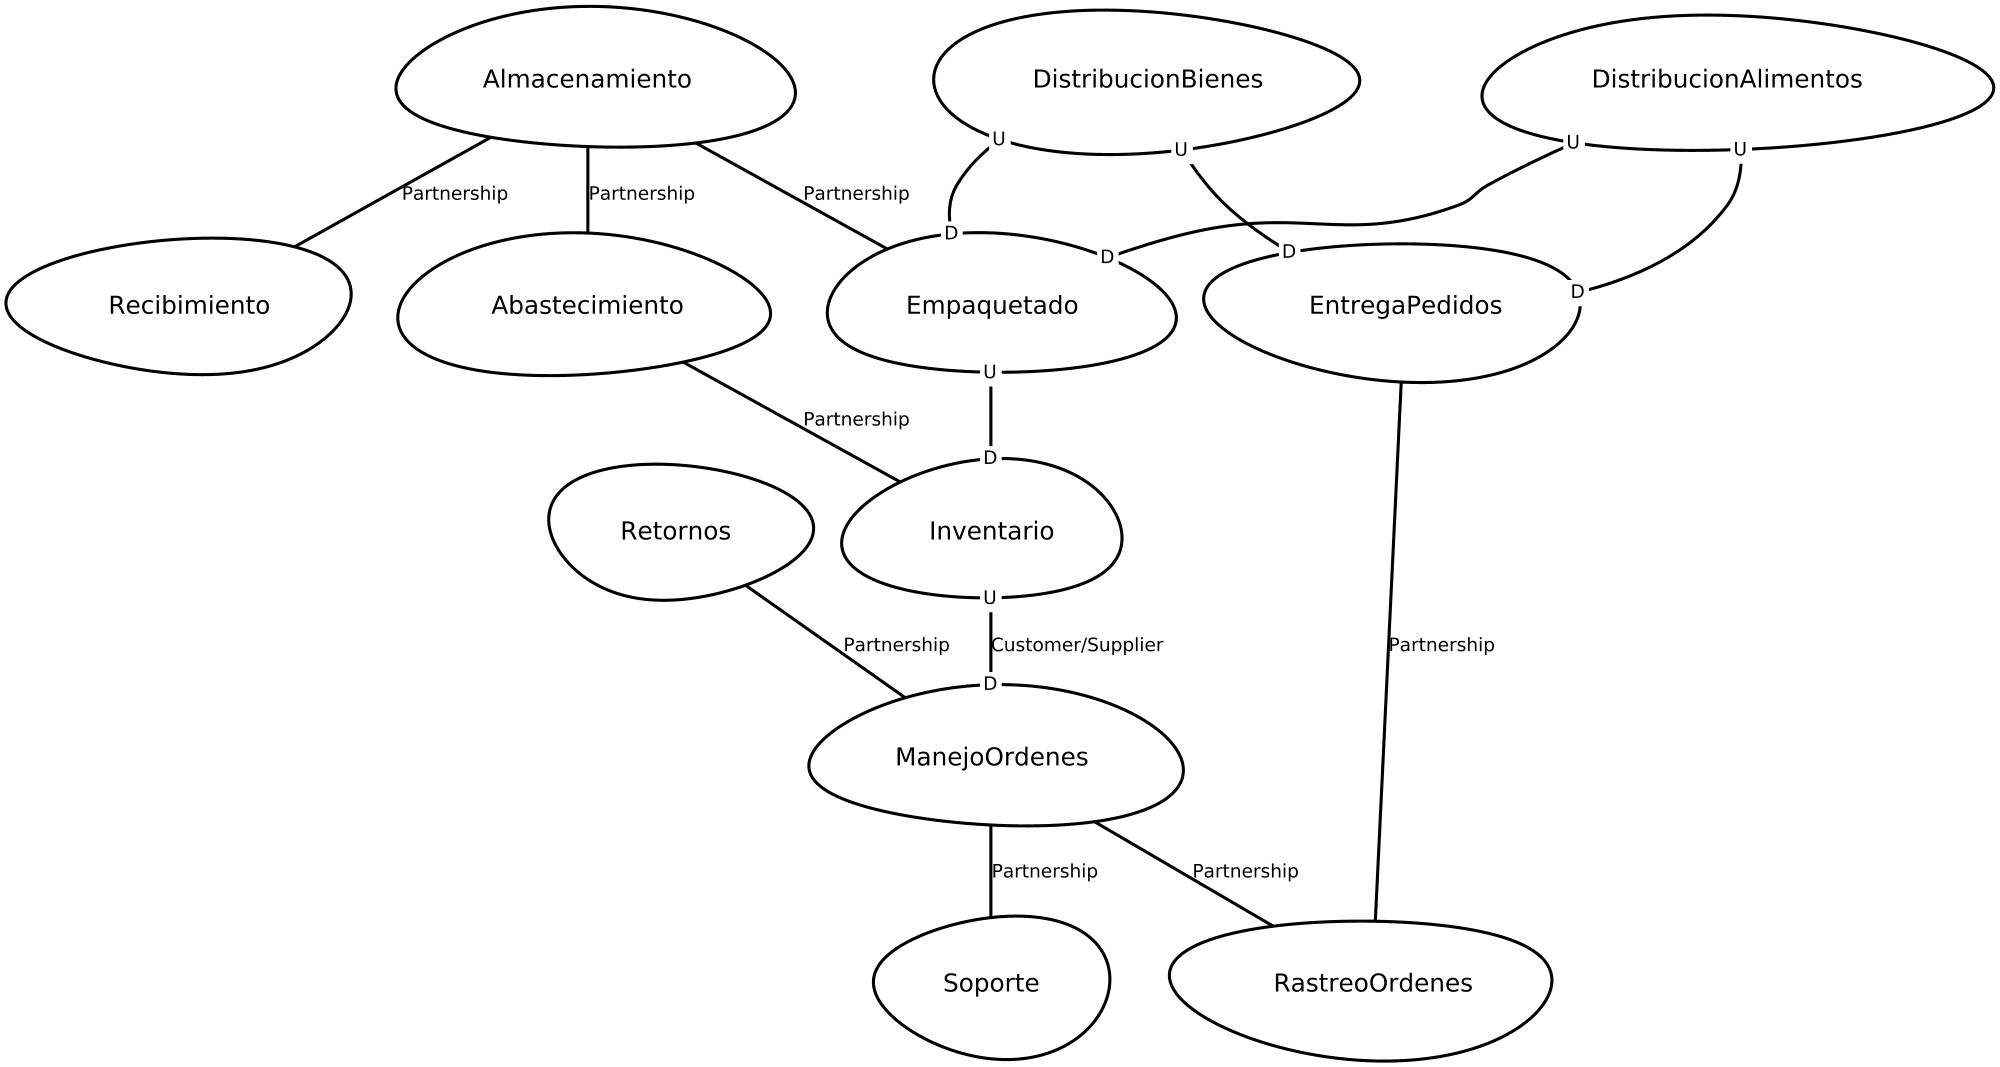 Almacenamiento
DistribucionBienes
DistribucionAlimentos
U
U
U
U
Partnership
Partnership
Partnership
D
D
D
D
Recibimiento
Abastecimiento
Empaquetado
EntregaPedidos
U
Partnership
D
Retornos
Inventario
U
Partnership
Customer/Supplier
Partnership
D
ManejoOrdenes
Partnership
Partnership
Soporte
RastreoOrdenes